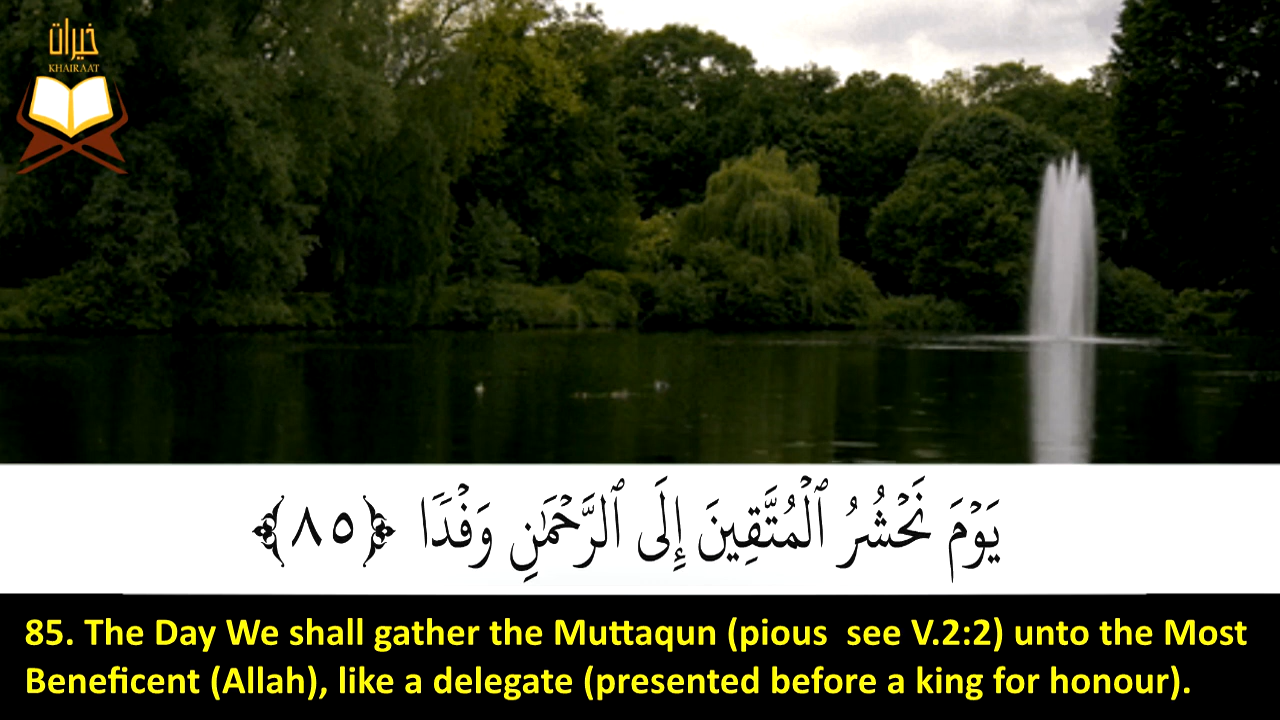 خيرات
KHAIRAAT
يَوْمَ نَحْشُرُ ٱلْمُتَّقِينَ إِلَى ٱلرَّحْمَٰنِ وَفْدًا ﴿٨٥﴾
85. The Day We shall gather the Muttaqun (pious  see V.2:2) unto the Most
Beneficent (Allah), like a delegate (presented before a king for honour).